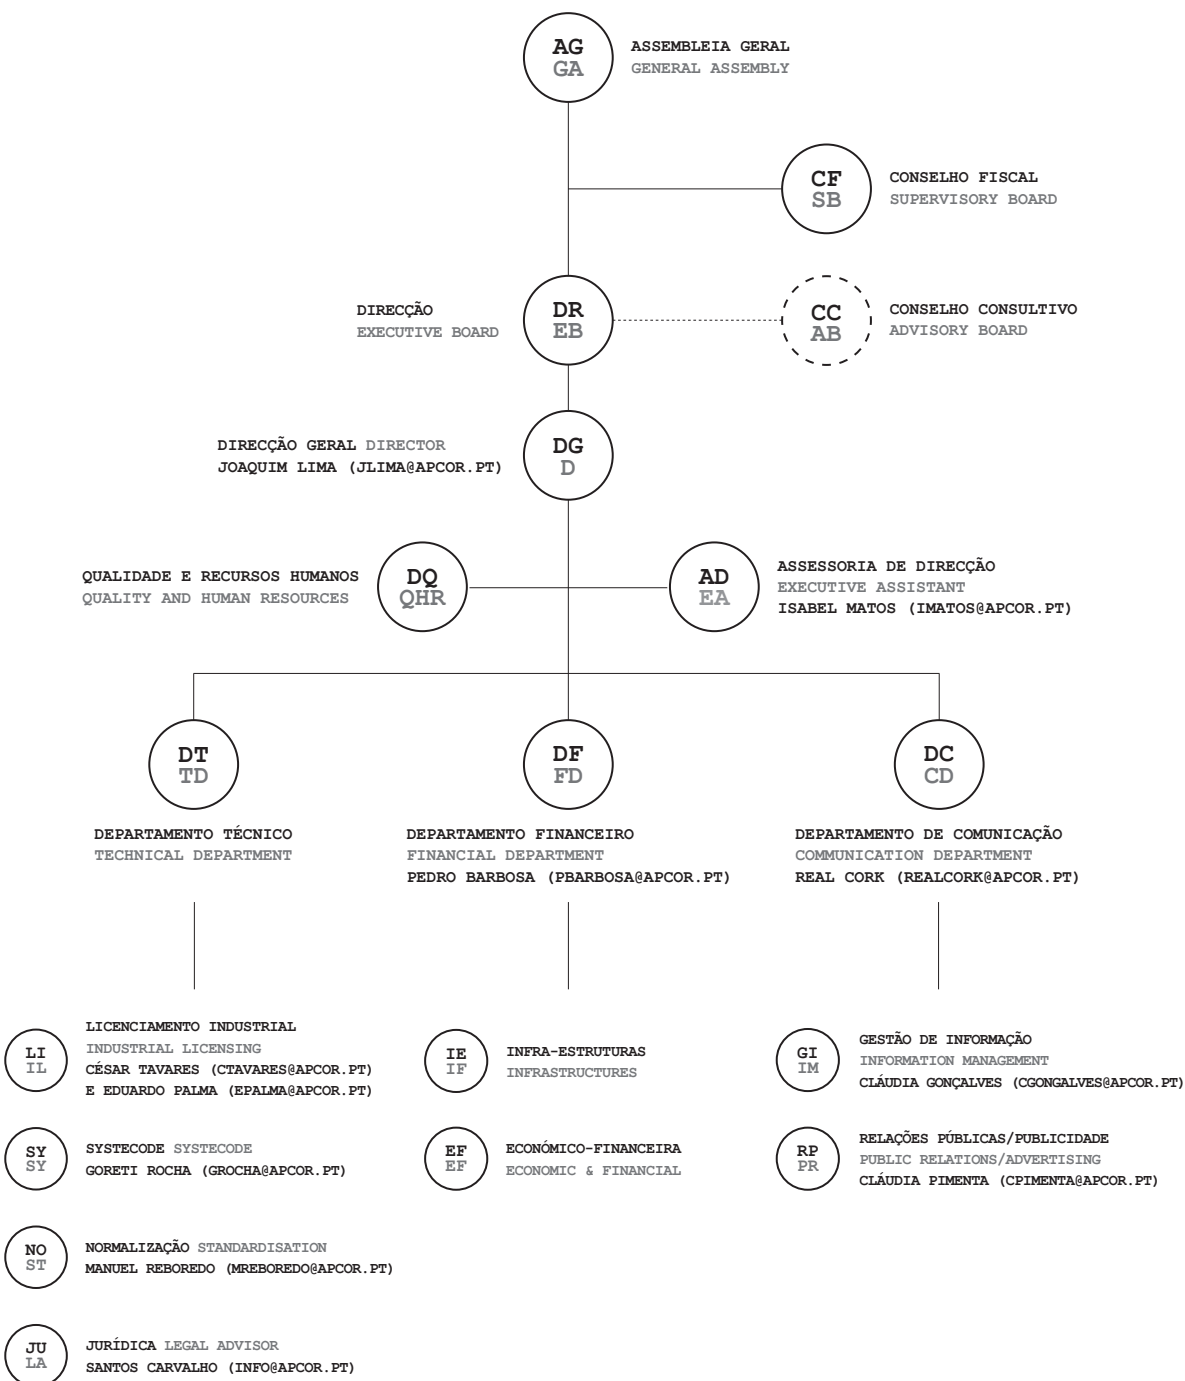 AG
GA
ASSEMBLEIA GERAL
GENERAL ASSEMBLY
CF
SB
CONSELHO FISCAL
SUPERVISORY BOARD
DIRECÇÃO
EXECUTIVE BOARD
DR
EB
CC
AB
CONSELHO CONSULTIVO
ADVISORY BOARD
DIRECÇÃO GERAL DIRECTOR
JOAQUIM LIMA (JLIMA@APCOR.PT)
DG
D
QUALIDADE E RECURSOS HUMANOS
QUALITY AND HUMAN RESOURCES
DQ
QHR
AD
EA
ASSESSORIA DE DIRECÇÃO
EXECUTIVE ASSISTANT
ISABEL MATOS (IMATOS@APCOR.PT)
DT
TD
DEPARTAMENTO TÉCNICO
TECHNICAL DEPARTMENT
DF
FD
DEPARTAMENTO FINANCEIRO
FINANCIAL DEPARTMENT
PEDRO BARBOSA (PBARBOSA@APCOR.PT)
DC
CD
DEPARTAMENTO DE COMUNICAÇÃO
COMMUNICATION DEPARTMENT
REAL CORK (REALCORK@APCOR.PT)
LI
IL
LICENCIAMENTO INDUSTRIAL
INDUSTRIAL LICENSING
CÉSAR TAVARES (CTAVARES@APCOR.PT)
E EDUARDO PALMA (EPALMA@APCOR.PT)
SY
SY
SYSTECODE SYSTECODE
GORETI ROCHA (GROCHA@APCOR.PT)
NO
ST
NORMALIZAÇÃO STANDARDISATION
MANUEL REBOREDO (MREBOREDO@APCOR.PT)
JU
LA
JURÍDICA LEGAL ADVISOR
SANTOS CARVALHO (INFO@APCOR.PT)
IE
IF
INFRA-ESTRUTURAS
INFRASTRUCTURES
EF
EF
ECONÓMICO-FINANCEIRA
ECONOMIC & FINANCIAL
GI
IM
GESTÃO DE INFORMAÇÃO
INFORMATION MANAGEMENT
CLÁUDIA GONÇALVES (CGONGALVES@APCOR.PT)
RP
PR
RELAÇÕES PÚBLICAS/PUBLICIDADE
PUBLIC RELATIONS/ADVERTISING
CLÁUDIA PIMENTA (CPIMENTA@APCOR.PT)